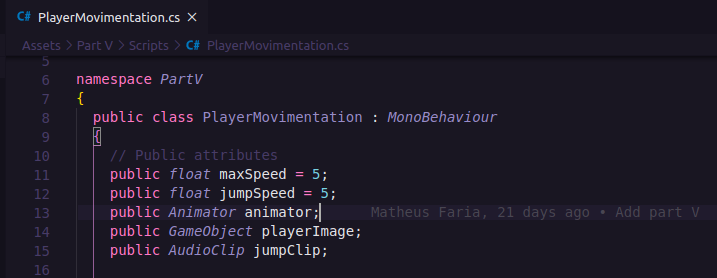 C# PlayerMovimentation.cs ×
Assets > Part V > Scripts > C# PlayerMovimentation.cs
5
6 namespace PartV
7 {
8 public class PlayerMovimentation : MonoBehaviour
9 {
10 // Public attributes
11 public float maxSpeed = 5;
12 public float jumpSpeed = 5;
13 public Animator animator; Matheus Faria, 21 days ago • Add part V
14 public GameObject playerImage;
15 public AudioClip jumpClip;
16